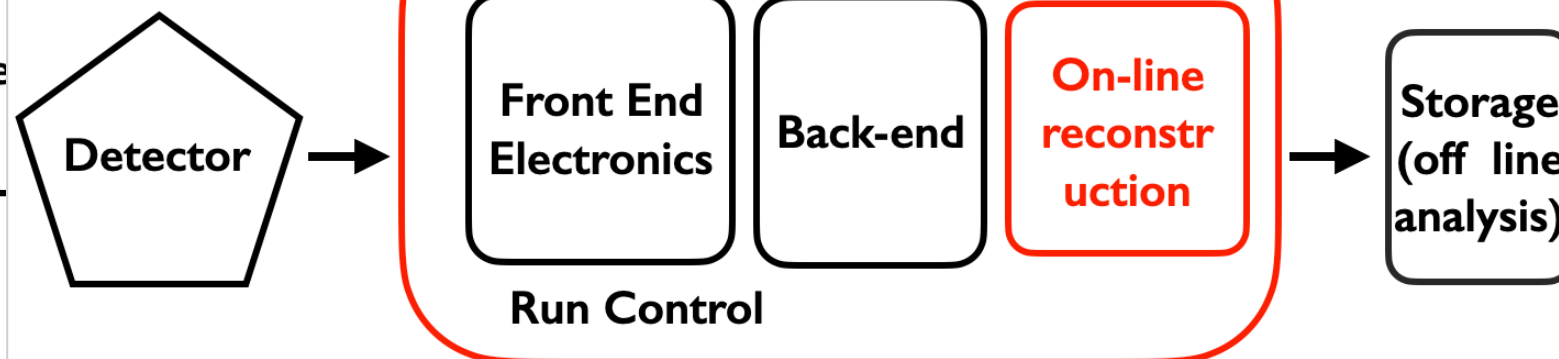 Detector
Front End
Electronics
Back-end
On-line
reconstr
uction
Run Control
Storage
(off line
analysis)